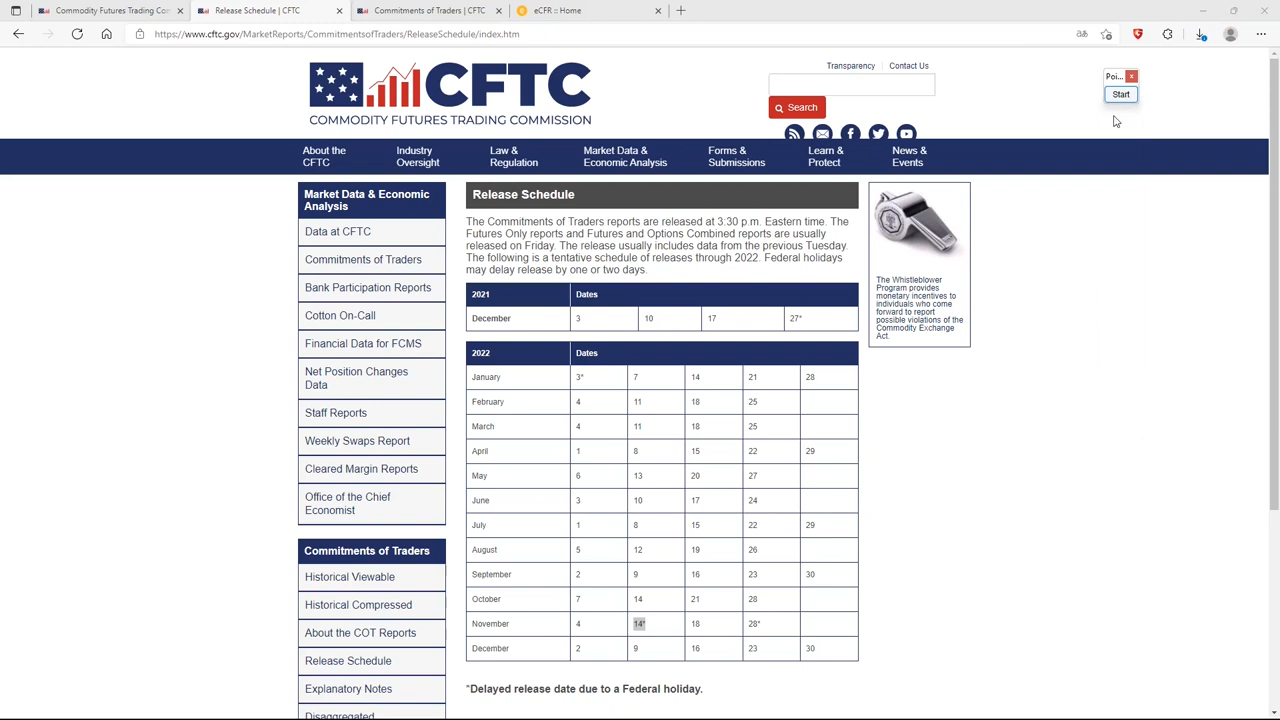 Commodity Futures Trading Com
Release Schedule | CFTC
Commitments of Traders | CFTC
eCFR :: Home
https://www.cftc.gov/MarketReports/CommitmentsofTraders/ReleaseSchedule/index.htm
CFTC
COMMODITY FUTURES TRADING COMMISSION
Transparency
Contact Us
Search
Poi...
Start
About the
CFTC
Industry
Oversight
Law &
Regulation
Market Data &
Economic Analysis
Forms &
Submissions
Learn &
Protect
News &
Events
Market Data & Economic
Analysis
Data at CFTC
Commitments of Traders
Bank Participation Reports
Cotton On-Call
Financial Data for FCMS
Net Position Changes
Data
Staff Reports
Weekly Swaps Report
Cleared Margin Reports
Office of the Chief
Economist
Commitments of Traders
Historical Viewable
Historical Compressed
About the COT Reports
Release Schedule
Explanatory Notes
Disaggregated
Release Schedule
The Commitments of Traders reports are released at 3:30 p.m. Eastern time. The
Futures Only reports and Futures and Options Combined reports are usually
released on Friday. The release usually includes data from the previous Tuesday.
The following is a tentative schedule of releases through 2022. Federal holidays
may delay release by one or two days.
2021 Dates
December 3 10 17 27*
2022 Dates
January 3* 7 14 21 28
February 4 11 18 25
March 4 11 18 25
April 1 8 15 22 29
May 6 13 20 27
June 3 10 17 24
July 1 8 15 22 29
August 5 12 19 26
September 2 9 16 23 30
October 7 14 21 28
November 4 14* 18 28*
December 2 9 16 23 30
*Delayed release date due to a Federal holiday.
The Whistleblower
Program provides
monetary incentives to
individuals who come
forward to report
possible violations of the
Commodity Exchange
Act.